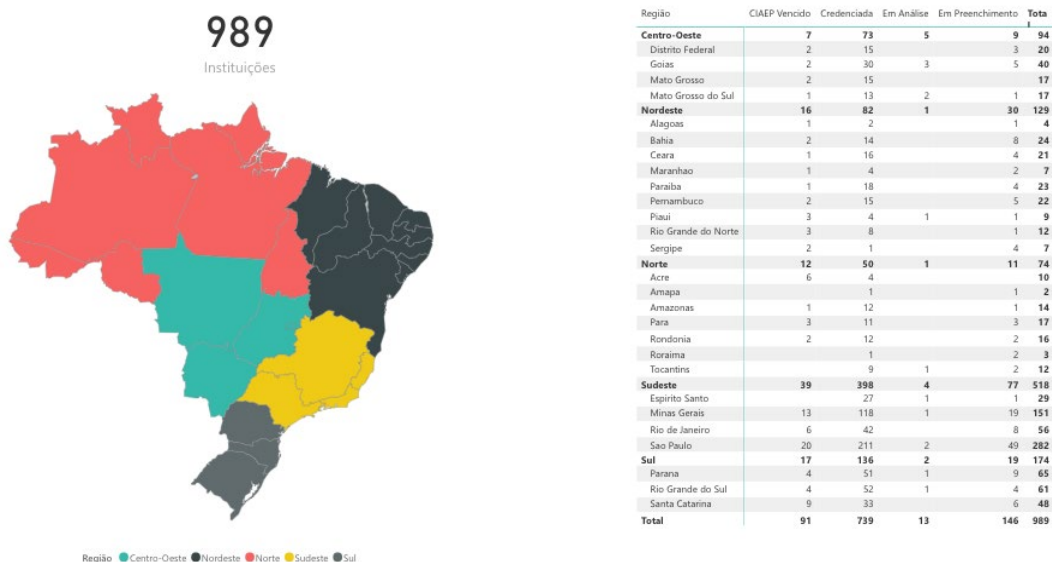 989
Instituições
Região CIAEP Vencido Credenciada Em Análise Em Preenchimento Tota
Centro-Oeste 7 73 5 9 94
Distrito Federal 2 15 3 20
Goias 2 30 3 5 40
Mato Grosso 2 15 17
Mato Grosso do Sul 1 13 2 1 17
Nordeste 16 82 1 30 129
Alagoas 1 2 1 4
Bahia 2 14 8 24
Ceara 1 16 4 21
Maranhao 1 4 2 7
Paraiba 1 18 4 23
Pernambuco 2 15 5 22
Piaui 3 4 1 1 9
Rio Grande do Norte 3 8 1 12
Sergipe 2 1 4 7
Norte 12 50 1 11 74
Acre 6 4 10
Amapa 1 1 2
Amazonas 1 12 1 14
Para 3 11 3 17
Rondonia 2 12 2 16
Roraima 1 2 3
Tocantins 9 1 2 12
Sudeste 39 398 4 77 518
Espirito Santo 27 1 1 29
Minas Gerais 13 118 1 19 151
Rio de Janeiro 6 42 8 56
Sao Paulo 20 211 2 49 282
Sul 17 136 2 19 174
Parana 4 51 1 9 65
Rio Grande do Sul 4 52 1 4 61
Santa Catarina 9 33 6 48
Total 91 739 13 146 989
Região Centro-Oeste Nordeste Norte Sudeste Sul